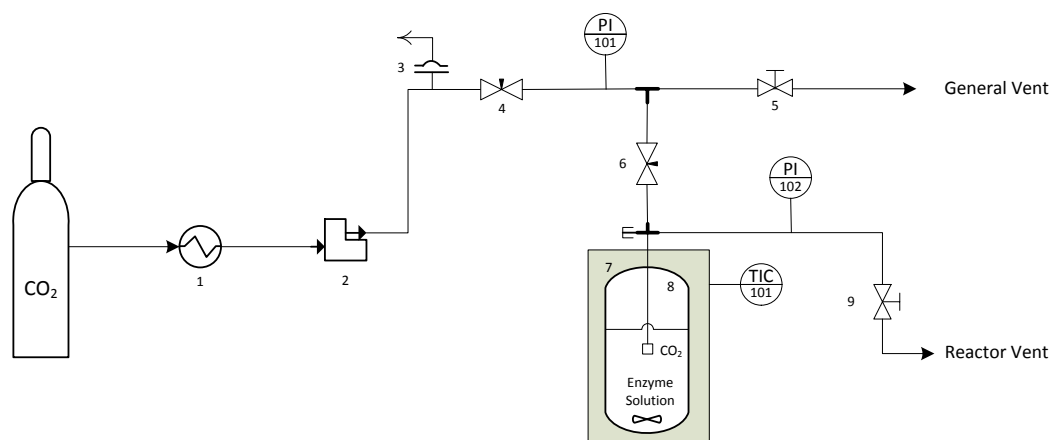 PI
101
3
4
5
General Vent
6
PI
102
CO2
1
2
7
8
TIC
101
9
CO2
Reactor Vent
Enzyme
Solution